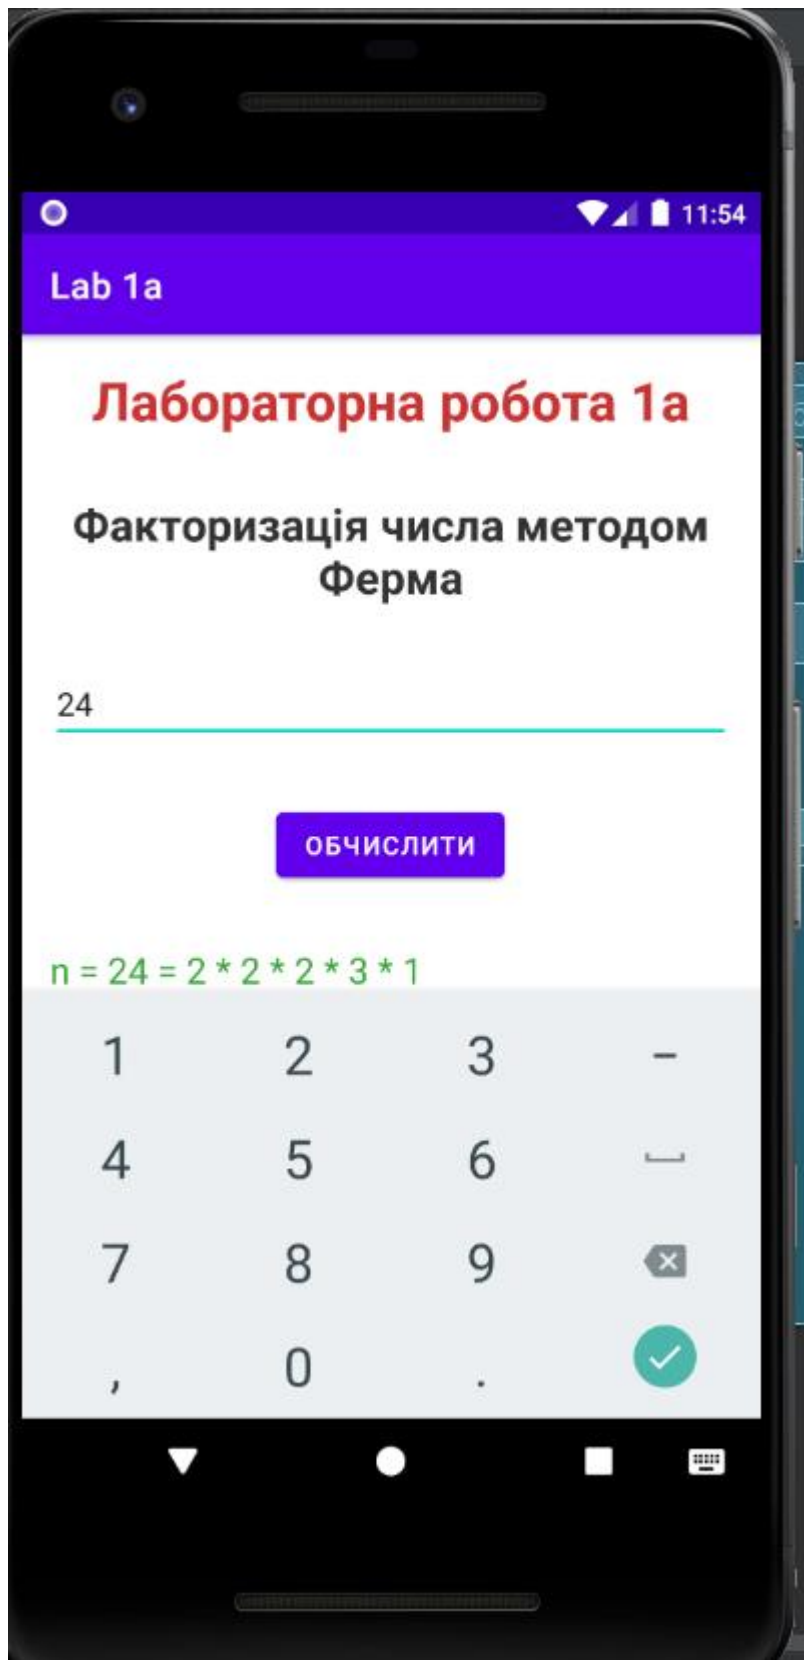 11:54
Lab 1a
Лабораторна робота 1а
Факторизація числа методом
Ферма
24
ОБЧИСЛИТИ
n = 24 = 2 * 2 * 2 * 3 * 1
1 2 3 –
4 5 6
7 8 9
, 0 .